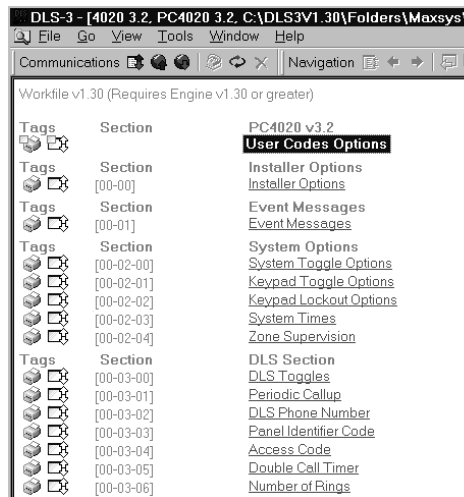 DLS-3 - [4020 3.2, PC4020 3.2, C:\DLS3V1.30\Folders\Maxsys\
File Go View Tools Window Help
Communications Navigation
Workfile v1.30 (Requires Engine v1.30 or greater)
Tags Section PC4020 v3.2
User Codes Options
Tags Section Installer Options
[00-00] Installer Options
Tags Section Event Messages
[00-01] Event Messages
Tags Section System Options
[00-02-00] System Toggle Options
[00-02-01] Keypad Toggle Options
[00-02-02] Keypad Lockout Options
[00-02-03] System Times
[00-02-04] Zone Supervision
Tags Section DLS Section
[00-03-00] DLS Toggles
[00-03-01] Periodic Callup
[00-03-02] DLS Phone Number
[00-03-03] Panel Identifier Code
[00-03-04] Access Code
[00-03-05] Double Call Timer
[00-03-06] Number of Rings